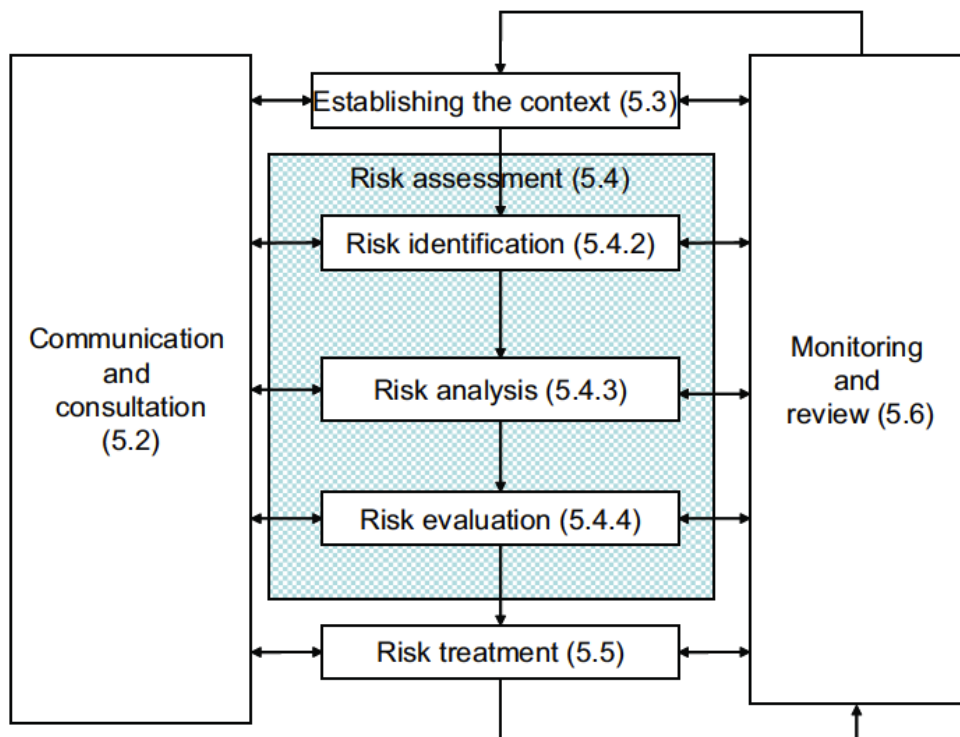 Establishing the context (5.3)
Risk assessment (5.4)
Risk identification (5.4.2)
Communication
and
consultation
(5.2)
Risk analysis (5.4.3)
Monitoring
and
review (5.6)
Risk evaluation (5.4.4)
Risk treatment (5.5)